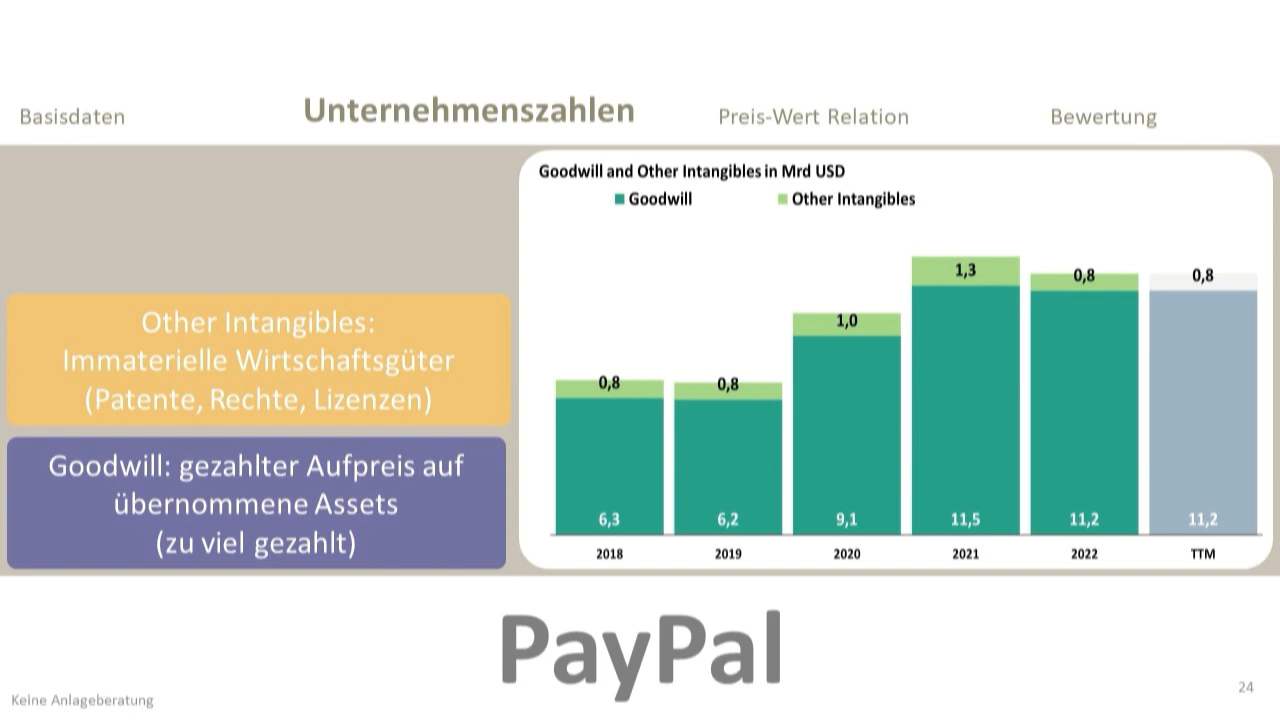 Basisdaten
Unternehmenszahlen
Preis-Wert Relation
Bewertung
Other Intangibles:
Immaterielle Wirtschaftsgüter
(Patente, Rechte, Lizenzen)
Goodwill: gezahlter Aufpreis auf
übernommene Assets
(zu viel gezahlt)
Goodwill and Other Intangibles in Mrd USD
Goodwill
Other Intangibles
0,8
0,8
1,0
1,3
0,8
0,8
6,3
6,2
9,1
11,5
11,2
11,2
2018
2019
2020
2021
2022
TTM
PayPal
Keine Anlageberatung
24